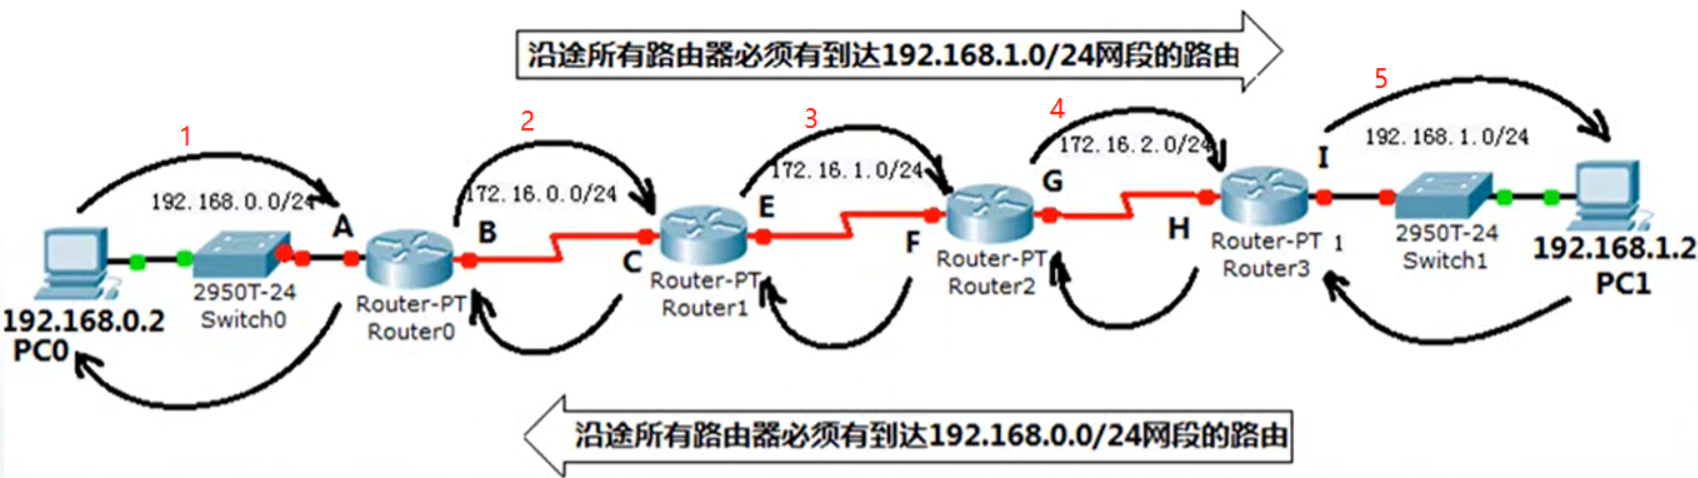 沿途所有路由器必须有到达192.168.1.0/24网段的路由
1
2
3
4
5
192.168.0.0/24
172.16.0.0/24
172.16.1.0/24
172.16.2.0/24
192.168.1.0/24
A
B
C
E
F
G
H
I
192.168.0.2
PC0
2950T-24
Switch0
Router-PT
Router0
Router-PT
Router1
Router-PT
Router2
Router-PT 1
Router3
2950T-24
Switch1
192.168.1.2
PC1
沿途所有路由器必须有到达192.168.0.0/24网段的路由